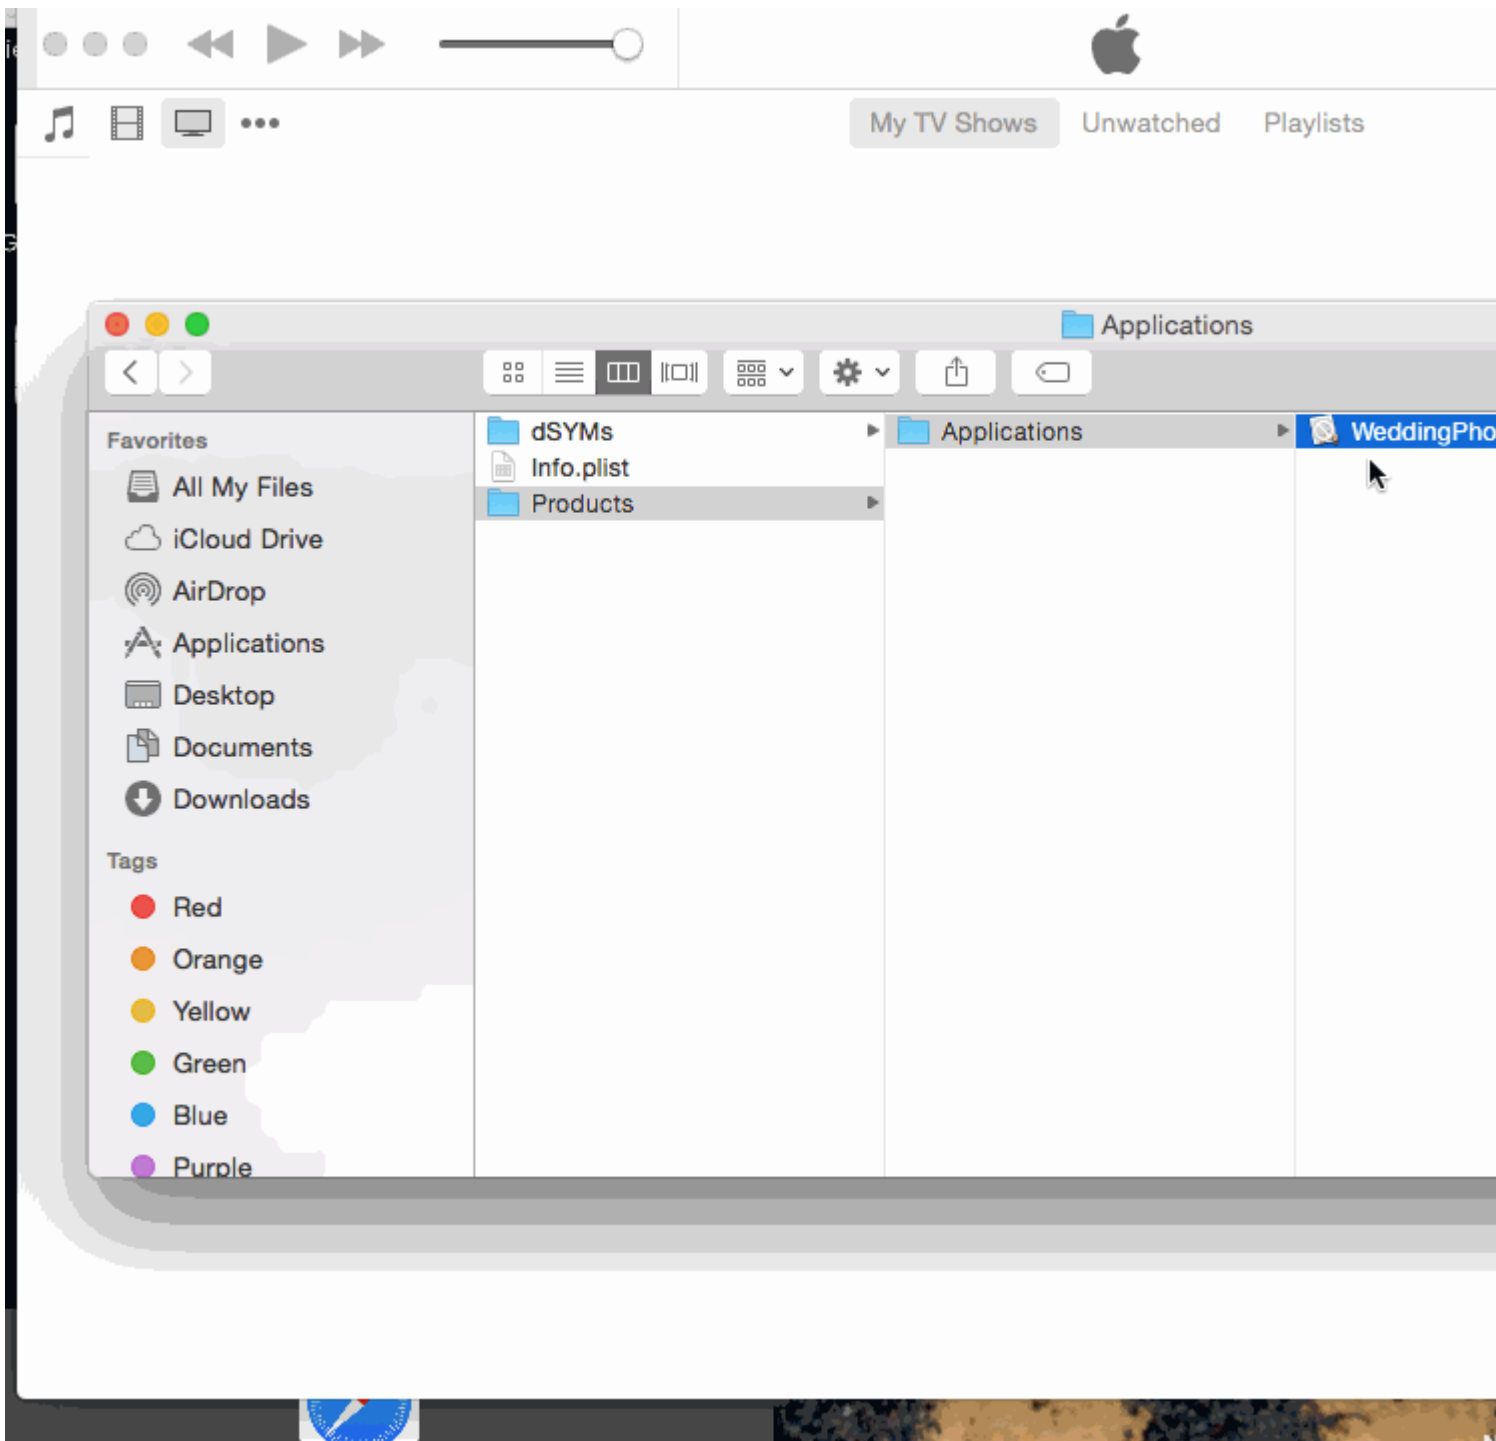 My TV Shows Unwatched Playlists
Applications
Favorites
All My Files
iCloud Drive
AirDrop
Applications
Desktop
Documents
Downloads
Tags
Red
Orange
Yellow
Green
Blue
Purple
dSYMs
Info.plist
Products
Applications
WeddingPho